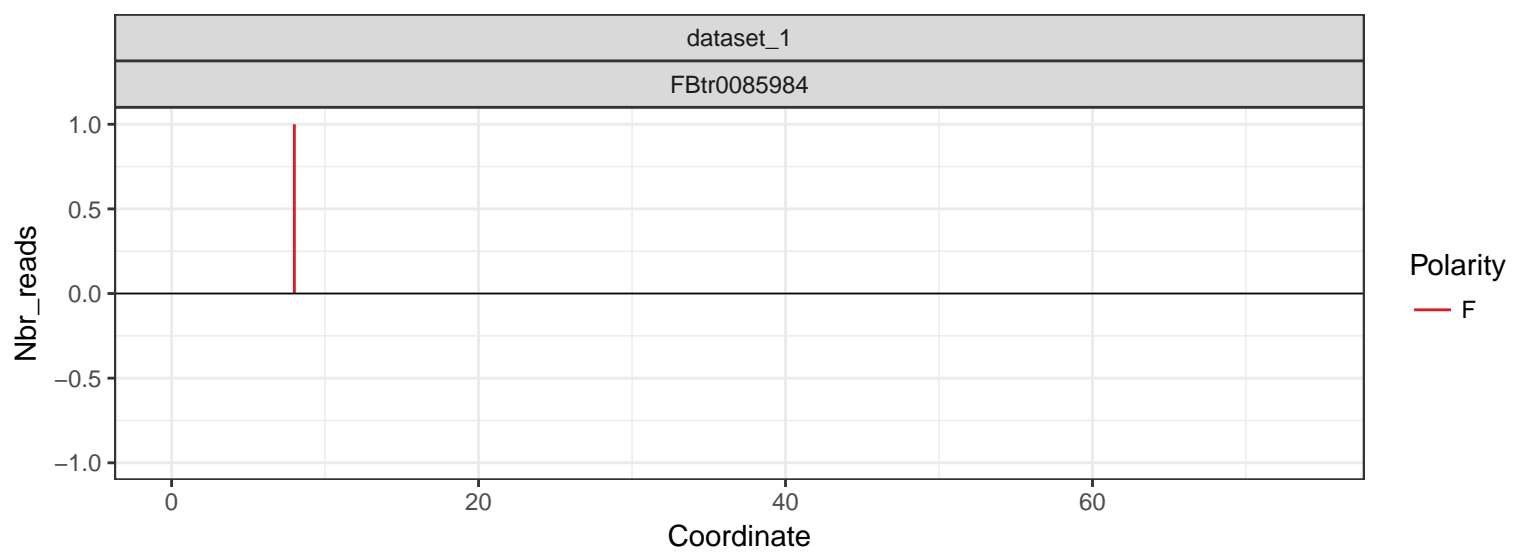 dataset_1
FBtr0085984
1.0
0.5
0.0
−0.5
−1.0
Nbr_reads
0 20 40 60
Coordinate
Polarity
F